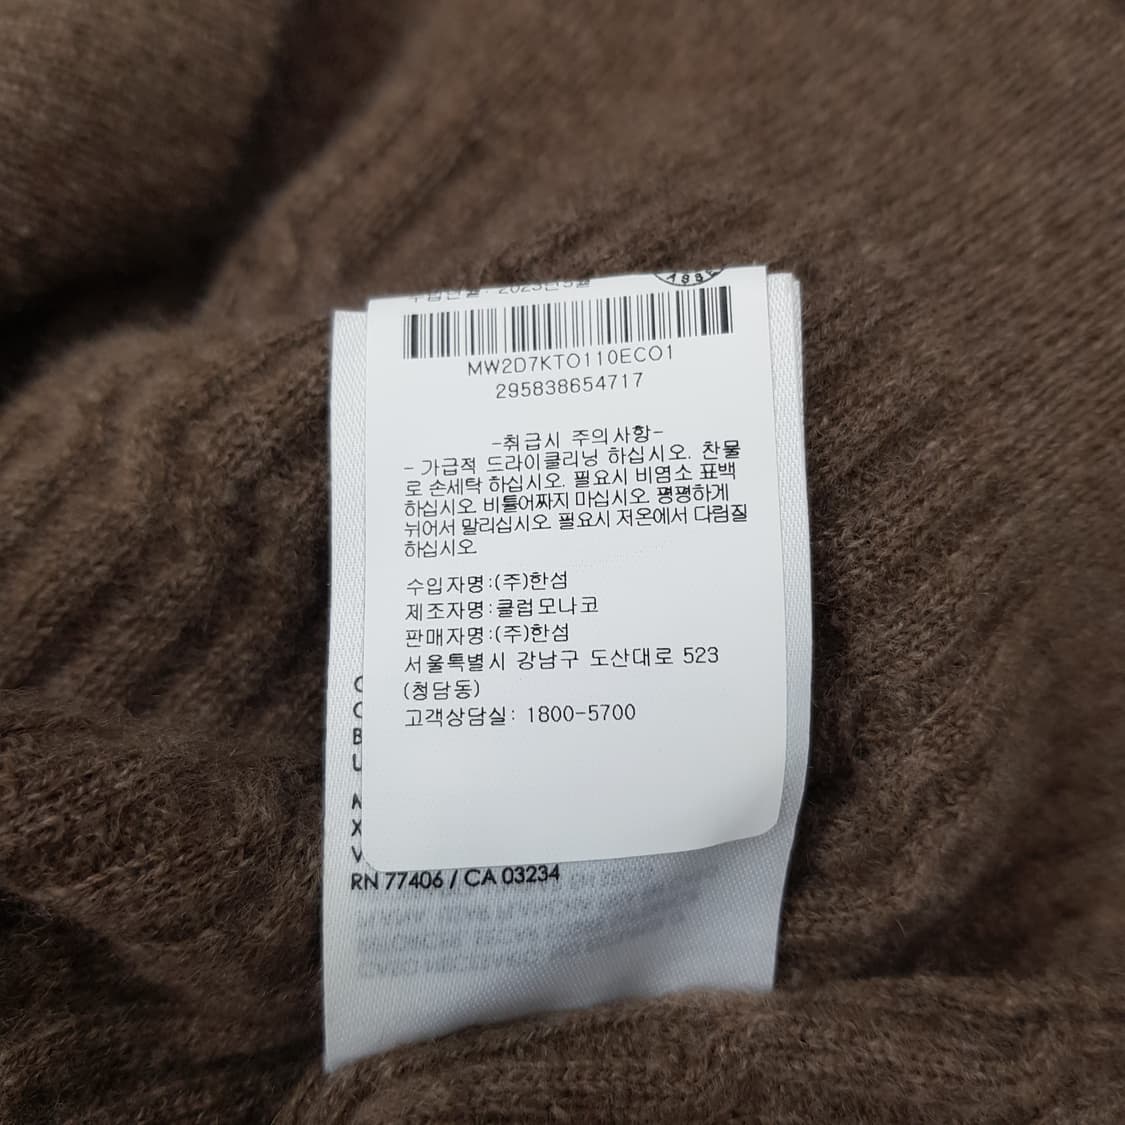 MW2D7KTO110ECO1
295838654717
-취급시 주의사항-
- 가급적 드라이클리닝 하십시오. 찬물
로 손세탁 하십시오. 필요시 비염소 표백
하십시오. 비틀어짜지 마십시오. 평평하게
뉘어서 말리십시오. 필요시 저온에서 다림질
하십시오.
수입자명:(주)한섬
제조자명:클럽모나코
판매자명:(주)한섬
서울특별시 강남구 도산대로 523
(청담동)
고객상담실: 1800-5700
RN 77406 / CA 03234